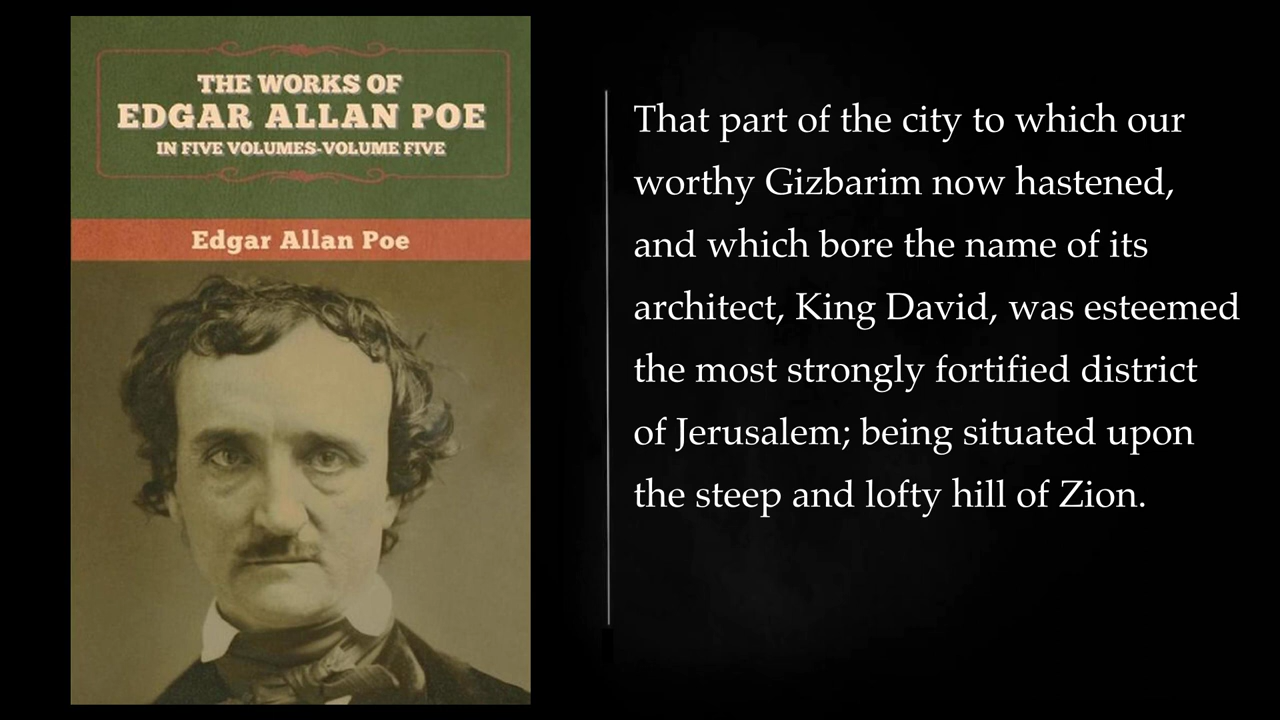 THE WORKS OF
EDGAR ALLAN POE
IN FIVE VOLUMES-VOLUME FIVE
Edgar Allan Poe
That part of the city to which our
worthy Gizbarim now hastened,
and which bore the name of its
architect, King David, was esteemed
the most strongly fortified district
of Jerusalem; being situated upon
the steep and lofty hill of Zion.